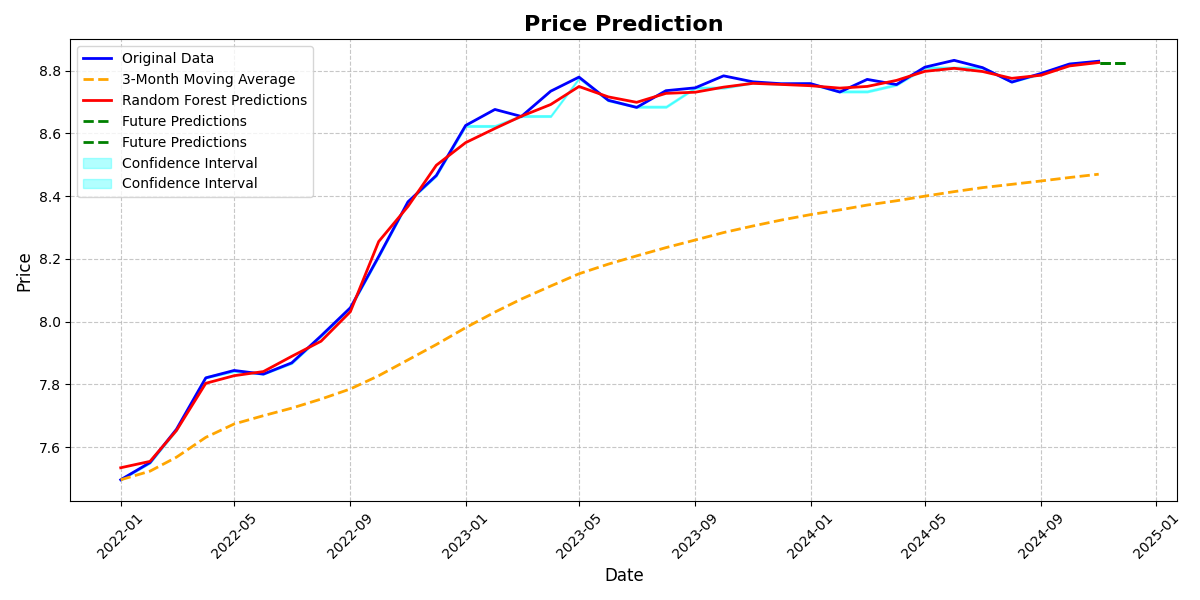 Price Prediction
Original Data
3-Month Moving Average
Random Forest Predictions
Future Predictions
Future Predictions
Confidence Interval
Confidence Interval
Price
8.8
8.6
8.4
8.2
8.0
7.8
7.6
2022-01
2022-05
2022-09
2023-01
2023-05
2023-09
2024-01
2024-05
2024-09
2025-01
Date